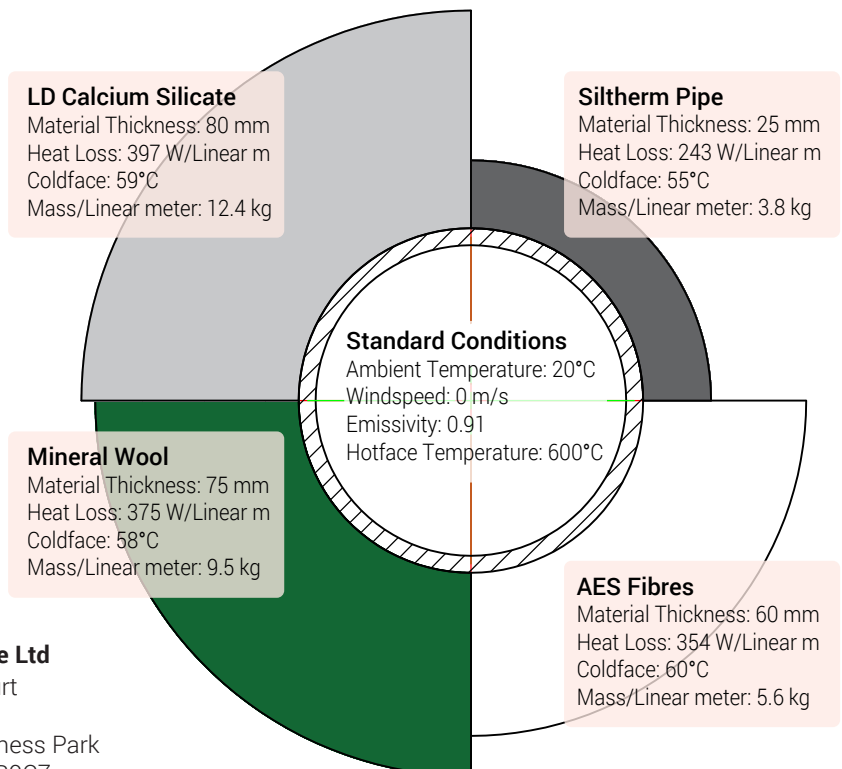 LD Calcium Silicate
Material Thickness: 80 mm
Heat Loss: 397 W/Linear m
Coldface: 59°C
Mass/Linear meter: 12.4 kg
Siltherm Pipe
Material Thickness: 25 mm
Heat Loss: 243 W/Linear m
Coldface: 55°C
Mass/Linear meter: 3.8 kg
Standard Conditions
Ambient Temperature: 20°C
Windspeed: 0 m/s
Emissivity: 0.91
Hotface Temperature: 600°C
Mineral Wool
Material Thickness: 75 mm
Heat Loss: 375 W/Linear m
Coldface: 58°C
Mass/Linear meter: 9.5 kg
AES Fibres
Material Thickness: 60 mm
Heat Loss: 354 W/Linear m
Coldface: 60°C
Mass/Linear meter: 5.6 kg
Ltd
Park